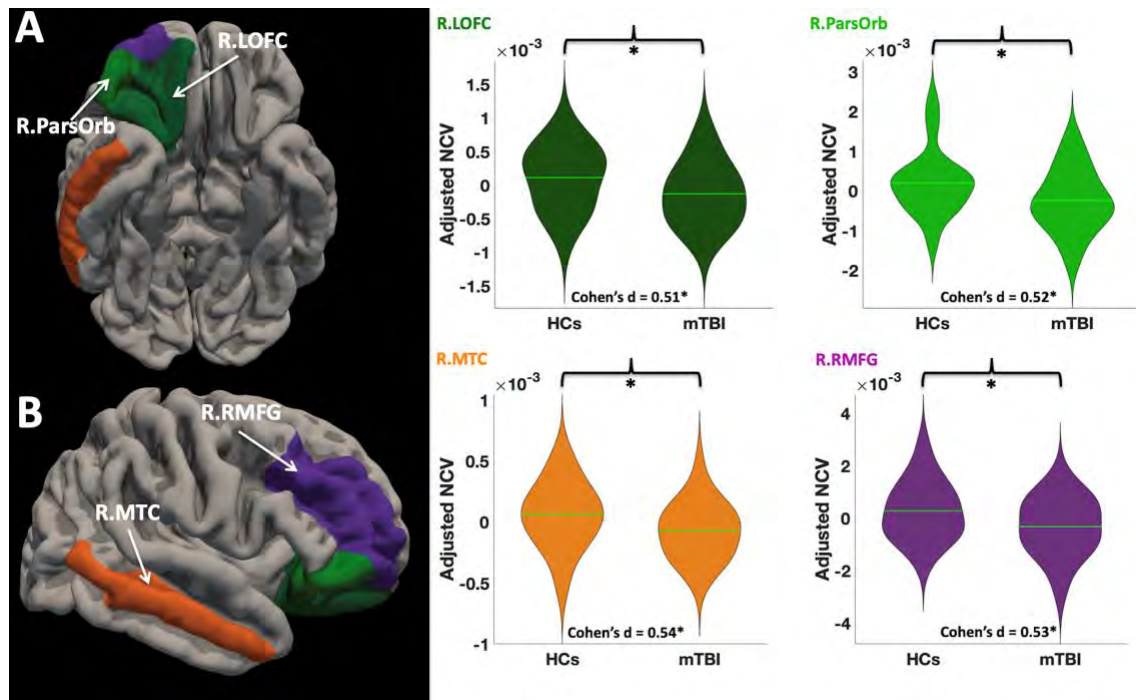 A
R.LOFC
R.ParsOrb
B
R.RMFG
R.MTC
R.LOFC
×10⁻³
*
Adjusted NCV
1.5
1
0.5
0
-0.5
-1
-1.5
Cohen's d = 0.51*
HCs mTBI
R.ParsOrb
×10⁻³
*
Adjusted NCV
3
2
1
0
-1
-2
Cohen's d = 0.52*
HCs mTBI
R.MTC
×10⁻³
*
Adjusted NCV
1
0.5
0
-0.5
-1
Cohen's d = 0.54*
HCs mTBI
R.RMFG
×10⁻³
*
Adjusted NCV
4
2
0
-2
-4
Cohen's d = 0.53*
HCs mTBI